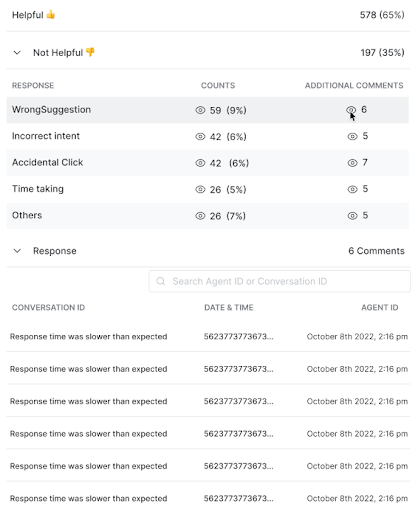 Helpful 👍 578 (65%)
Not Helpful 👎 197 (35%)
RESPONSE COUNTS ADDITIONAL COMMENTS
WrongSuggestion 59 (9%) 6
Incorrect intent 42 (6%) 5
Accidental Click 42 (6%) 7
Time taking 26 (5%) 5
Others 26 (7%) 5
Response 6 Comments
Search Agent ID or Conversation ID
CONVERSATION ID DATE & TIME AGENT ID
Response time was slower than expected 5623773773673... October 8th 2022, 2:16 pm
Response time was slower than expected 5623773773673... October 8th 2022, 2:16 pm
Response time was slower than expected 5623773773673... October 8th 2022, 2:16 pm
Response time was slower than expected 5623773773673... October 8th 2022, 2:16 pm
Response time was slower than expected 5623773773673... October 8th 2022, 2:16 pm
Response time was slower than expected 5623773773673... October 8th 2022, 2:16 pm